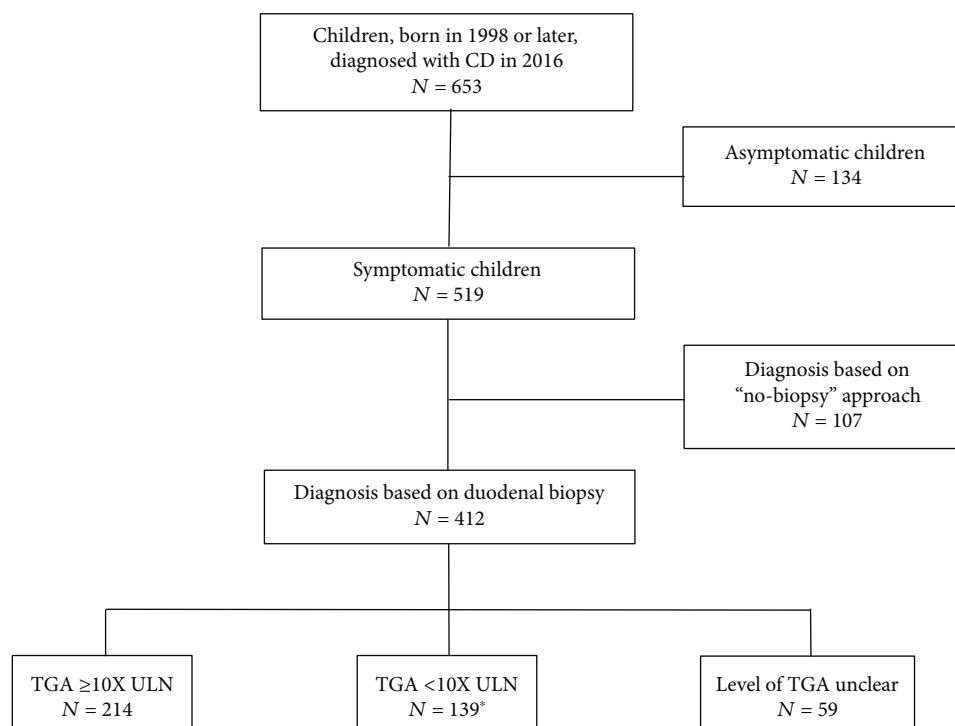 Children, born in 1998 or later,
diagnosed with CD in 2016
N = 653
Asymptomatic children
N = 134
Symptomatic children
N = 519
Diagnosis based on
“no-biopsy” approach
N = 107
Diagnosis based on duodenal biopsy
N = 412
TGA ≥10X ULN
N = 214
TGA <10X ULN
N = 139*
Level of TGA unclear
N = 59